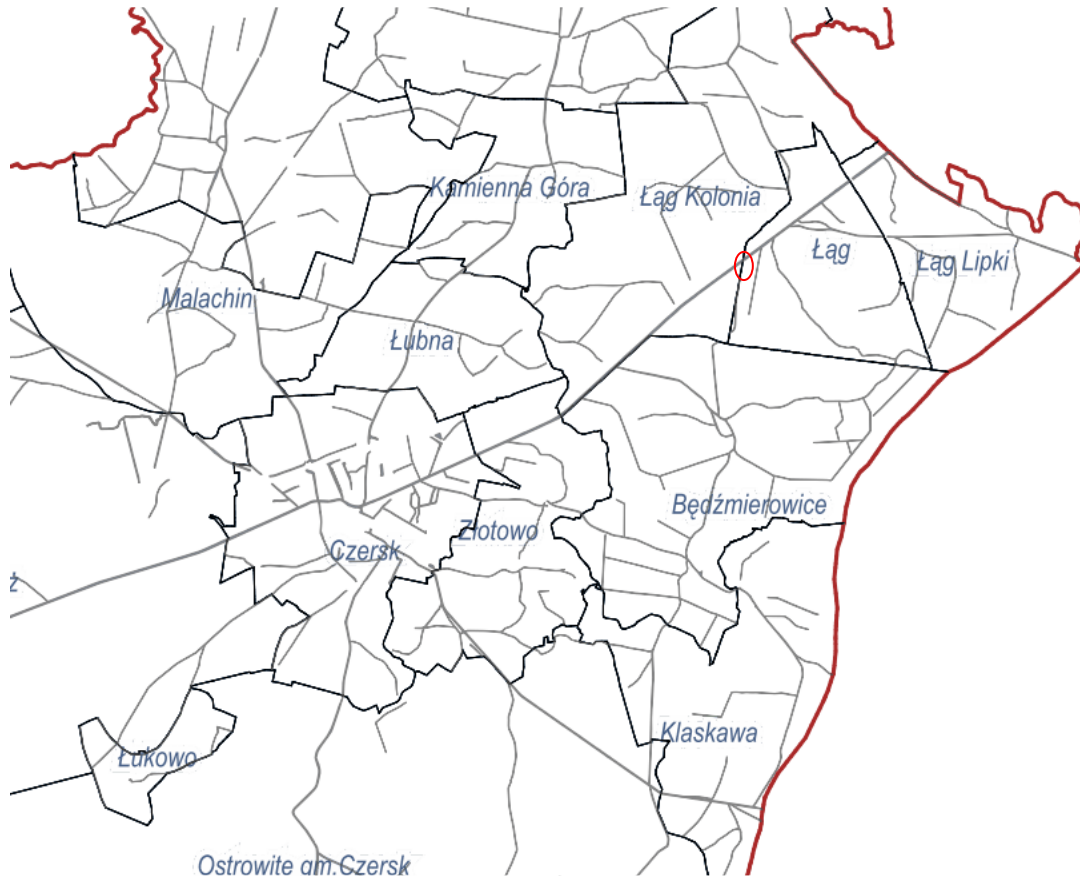 Kamienna Góra
Łąg Kolonia
Łąg
Łąg Lipki
Malachin
Łubna
Będźmierowice
Złotowo
Czersk
ż
Klaskawa
Łukowo
Ostrowite gm.Czersk